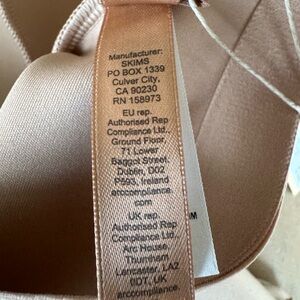 Manufacturer:
SKIMS
PO BOX 1339
Culver City,
CA 90230
RN 158973
EU rep.
Authorised Rep
Compliance Ltd.,
Ground Floor,
71 Lower
Baggot Street,
Dublin, D02
P593, Ireland
arccompliance.
com
UK rep.
Authorised Rep
Compliance Ltd.,
Arc House,
Thurnham,
Lancaster, LA2
0DT, UK
arccompliance.
com
M